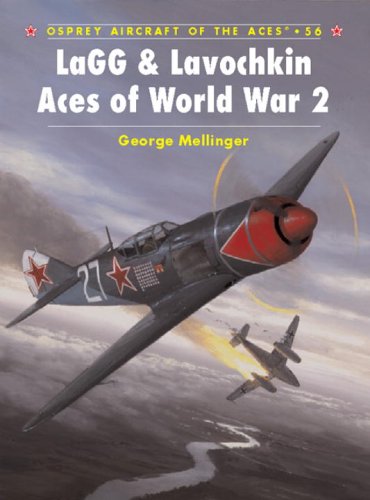 OSPREY AIRCRAFT OF THE ACES® • 56
LaGG & Lavochkin
Aces of World War 2
George Mellinger
27